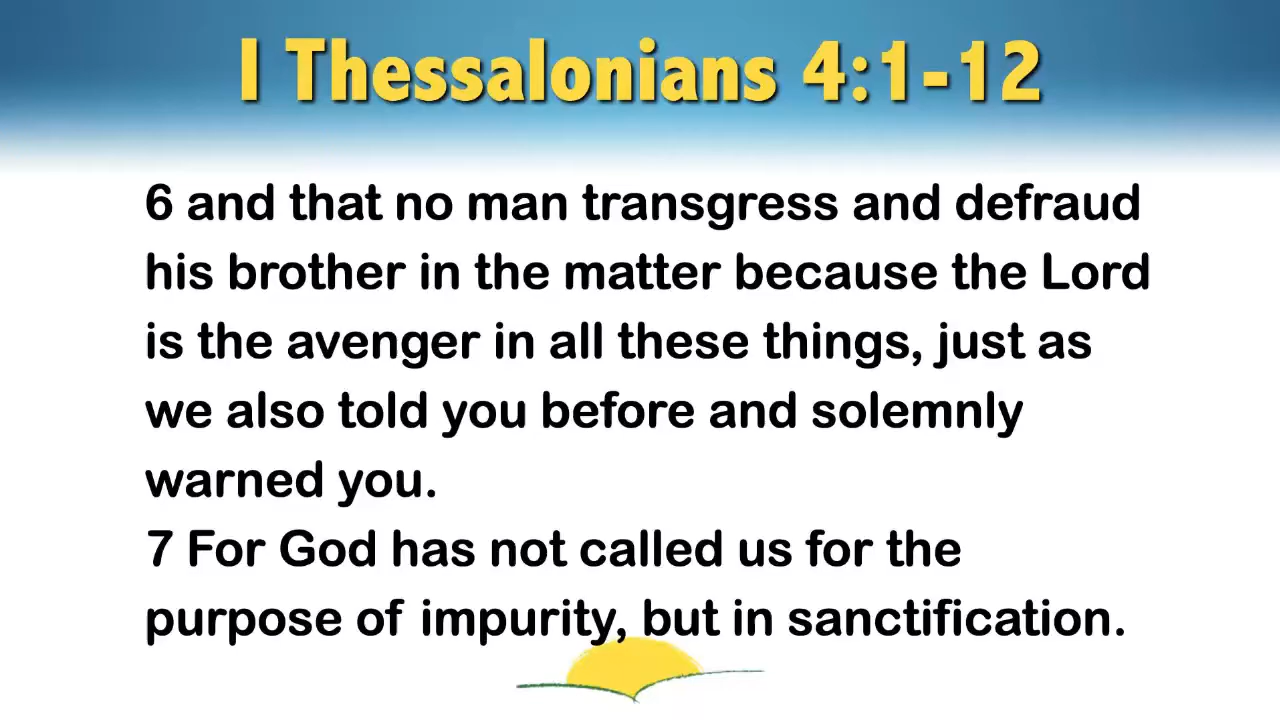 I Thessalonians 4:1-12
6 and that no man transgress and defraud
his brother in the matter because the Lord
is the avenger in all these things, just as
we also told you before and solemnly
warned you.
7 For God has not called us for the
purpose of impurity, but in sanctification.